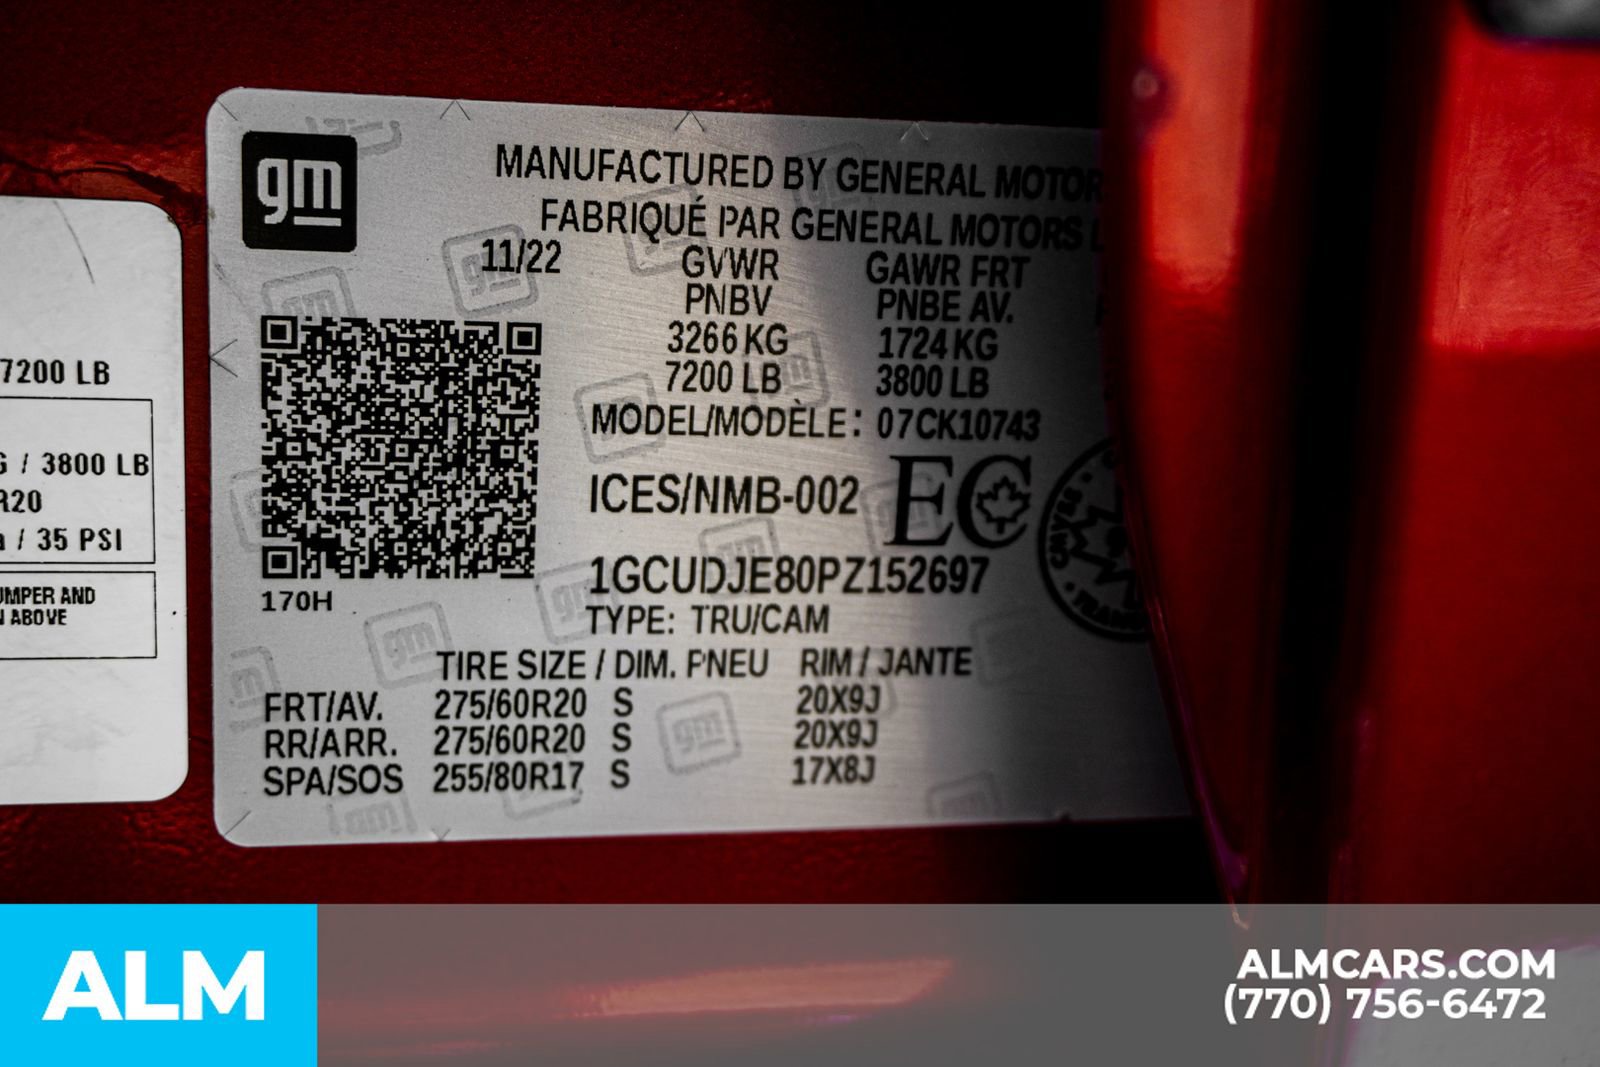 7200 LB
/ 3800 LB
R20
/ 35 PSI
AND
ABOVE
gm
MANUFACTURED BY GENERAL
FABRIQUÉ PAR GENERAL MOTORS
11/22
GVWR GAWR FRT
PNBV PNBE AV.
3266 KG 1724 KG
7200 LB 3800 LB
MODEL/MODÈLE: 07CK10743
ICES/NMB-002 EC
1GCUDJE80PZ152697
170H
TYPE: TRU/CAM
TIRE SIZE / DIM. PNEU RIM / JANTE
FRT/AV. 275/60R20 S 20X9J
RR/ARR. 275/60R20 S 20X9J
SPA/SOS 255/80R17 S 17X8J
ALM
ALMCARS.COM
(770) 756-6472